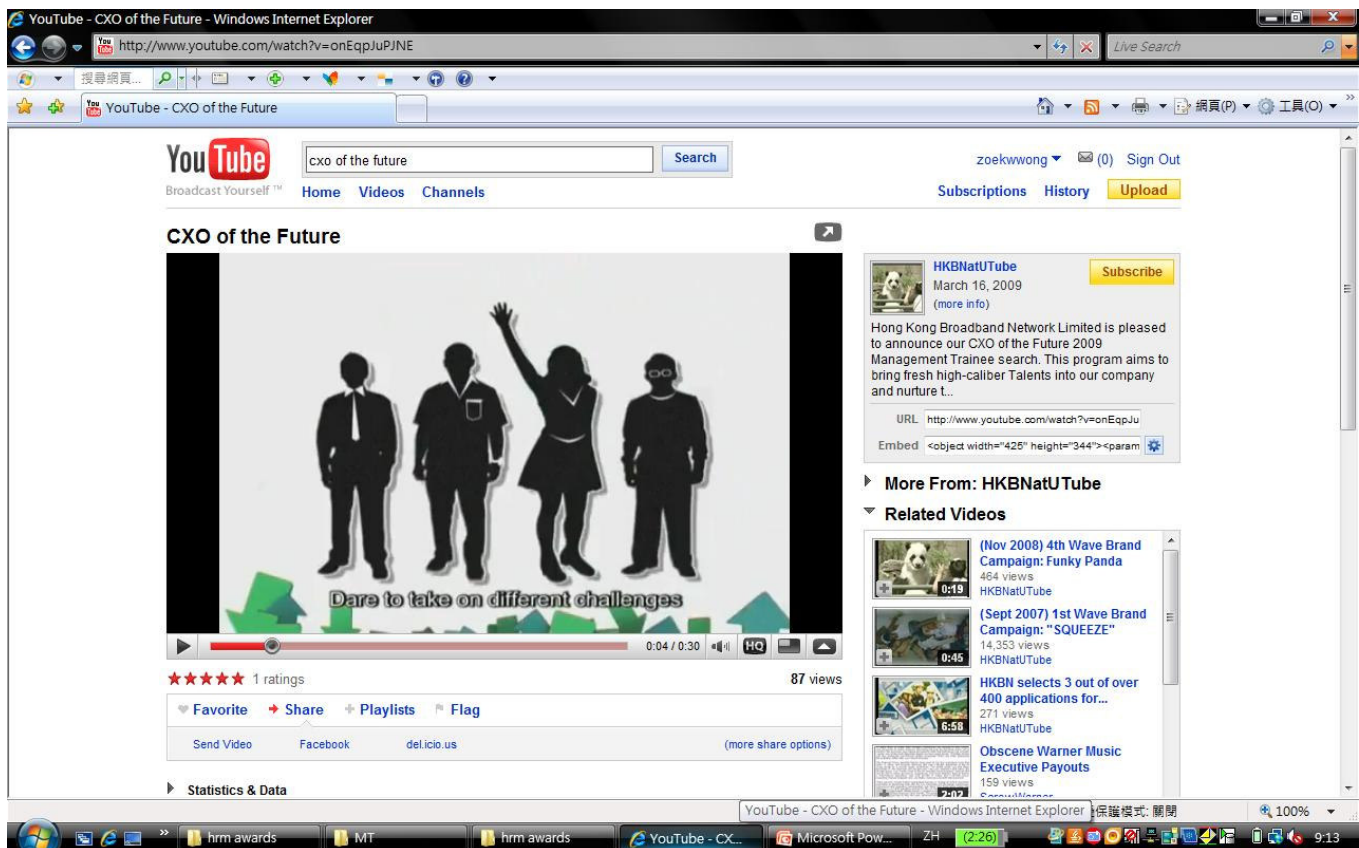 YouTube - CXO of the Future - Windows Internet Explorer
http://www.youtube.com/watch?v=onEqpJuPJNE
Live Search
搜尋網頁...
YouTube - CXO of the Future
網頁(P)
工具(O)
You Tube
Broadcast Yourself ™
cxo of the future
Search
zoekwwong
(0)
Sign Out
Home
Videos
Channels
Subscriptions
History
Upload
CXO of the Future
Dare to take on different challenges
0:04 / 0:30
HQ
1 ratings
87 views
Favorite
Share
Playlists
Flag
Send Video
Facebook
del.icio.us
(more share options)
Statistics & Data
HKBNatUTube
March 16, 2009
(more info)
Subscribe
Hong Kong Broadband Network Limited is pleased
to announce our CXO of the Future 2009
Management Trainee search. This program aims to
bring fresh high-caliber Talents into our company
and nurture t...
URL
http://www.youtube.com/watch?v=onEqpJu
Embed
<object width="425" height="344"><param
More From: HKBNatUTube
Related Videos
(Nov 2008) 4th Wave Brand
Campaign: Funky Panda
464 views
HKBNatUTube
0:19
(Sept 2007) 1st Wave Brand
Campaign: "SQUEEZE"
14,353 views
HKBNatUTube
0:45
HKBN selects 3 out of over
400 applications for...
271 views
HKBNatUTube
6:58
Obscene Warner Music
Executive Payouts
159 views
2:02
YouTube - CXO of the Future - Windows Internet Explorer
保護模式: 關閉
100%
hrm awards
MT
hrm awards
YouTube - CX...
Microsoft Pow...
ZH
(2:26)
9:13